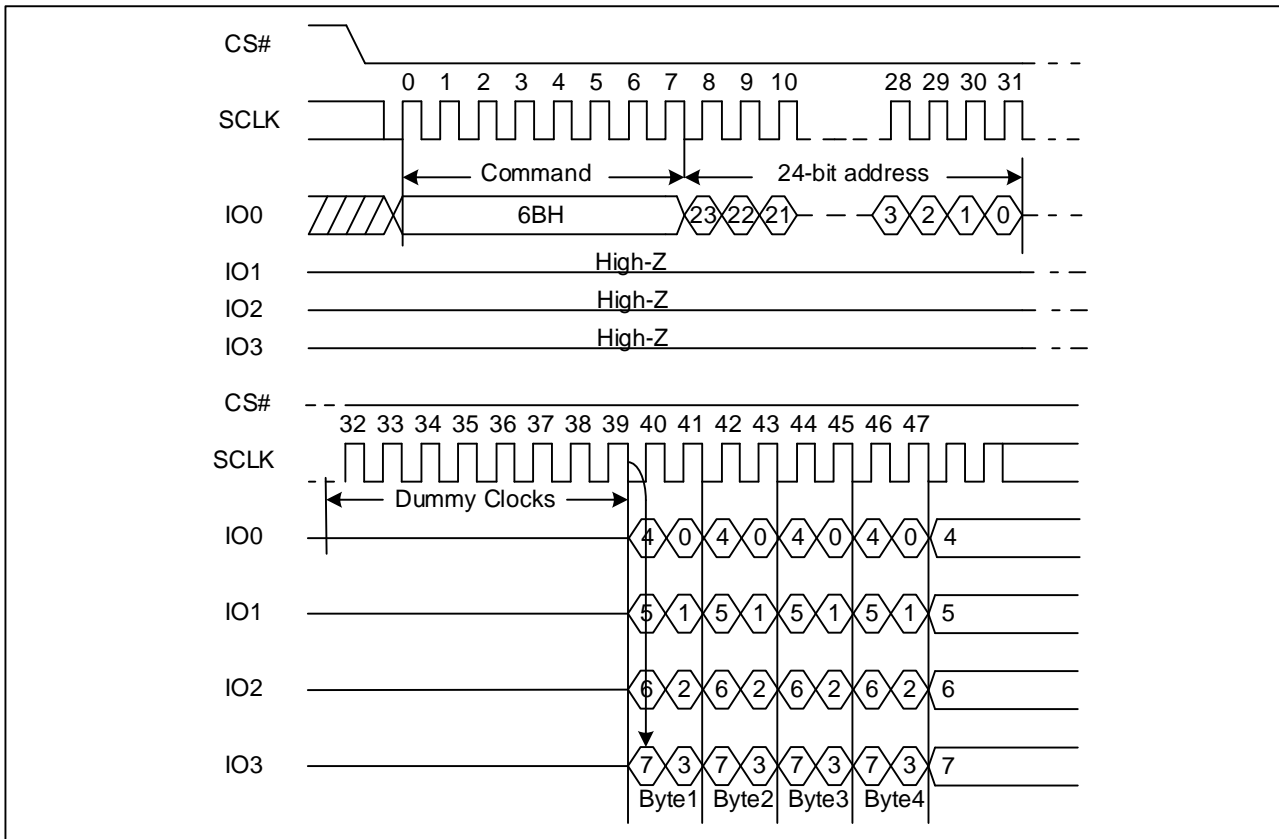 CS#
0 1 2 3 4 5 6 7 8 9 10 28 29 30 31
SCLK
Command 24-bit address
IO0 6BH 23 22 21 3 2 1 0
IO1 High-Z
IO2 High-Z
IO3 High-Z
CS#
32 33 34 35 36 37 38 39 40 41 42 43 44 45 46 47
SCLK
Dummy Clocks
IO0 4 0 4 0 4 0 4 0 4
IO1 5 1 5 1 5 1 5 1 5
IO2 6 2 6 2 6 2 6 2 6
IO3 7 3 7 3 7 3 7 3 7
Byte1 Byte2 Byte3 Byte4